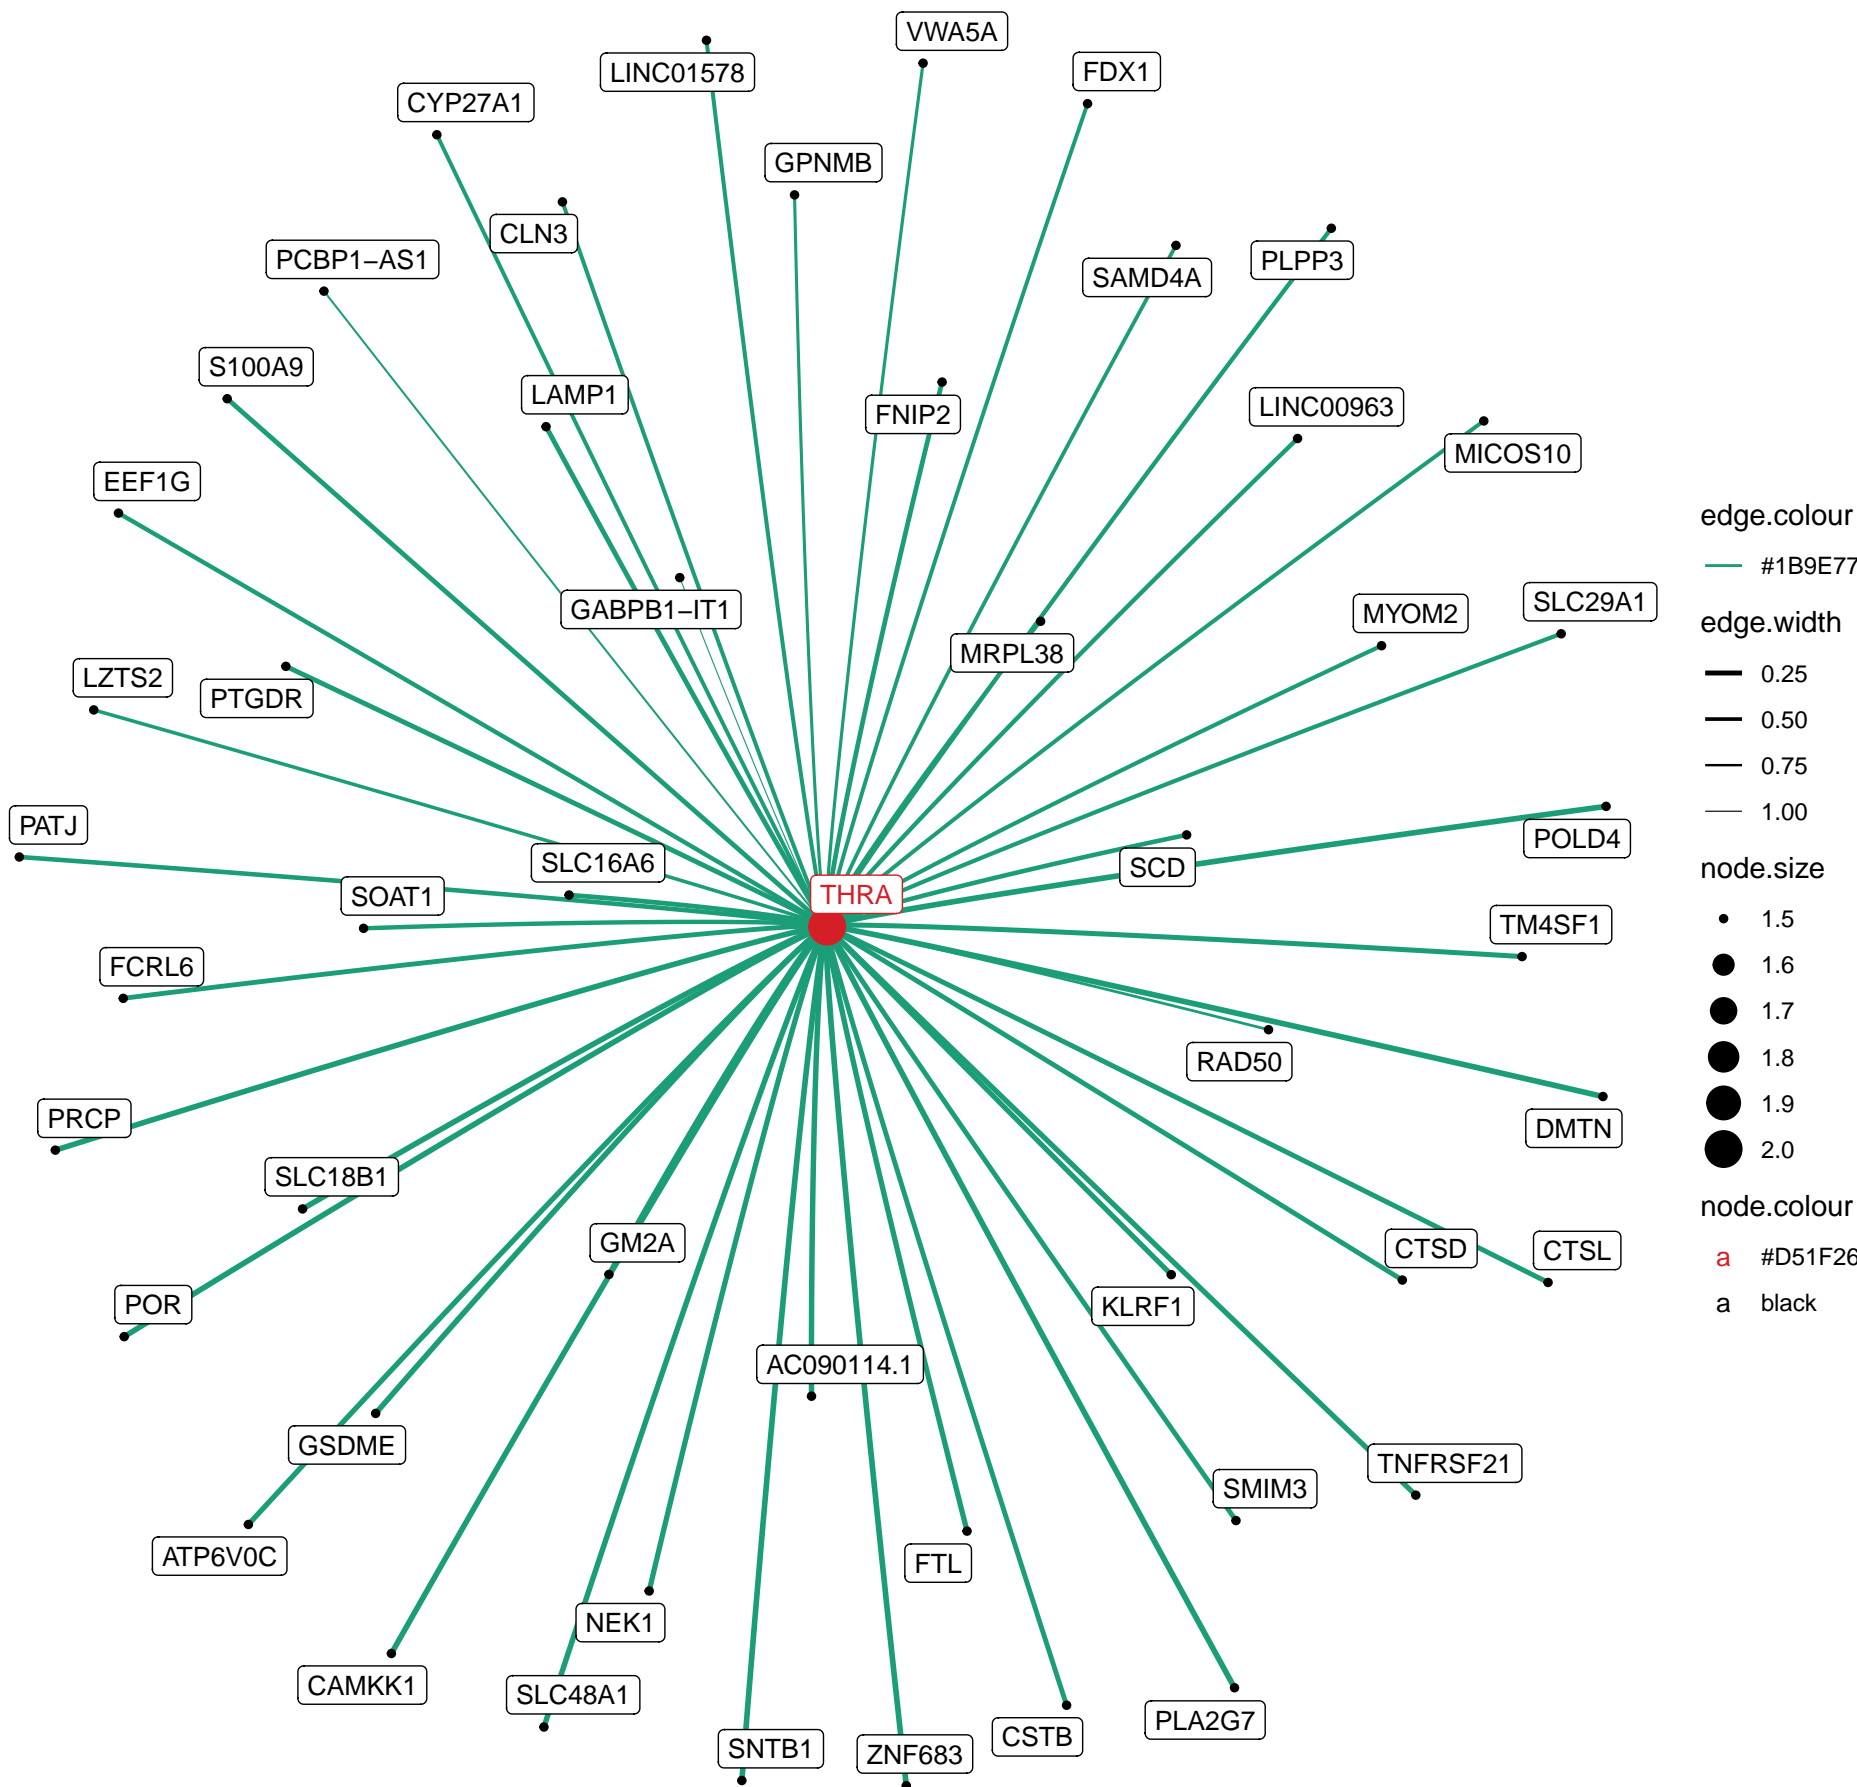 VWA5A
LINC01578
FDX1
CYP27A1
GPNMB
CLN3
PCBP1−AS1
PLPP3
SAMD4A
S100A9
LAMP1
LINC00963
FNIP2
MICOS10
EEF1G
GABPB1−IT1
SLC29A1
MYOM2
MRPL38
LZTS2
PTGDR
PATJ
POLD4
SLC16A6
SCD
SOAT1
THRA
TM4SF1
FCRL6
RAD50
PRCP
DMTN
SLC18B1
GM2A
CTSD
CTSL
POR
KLRF1
AC090114.1
GSDME
TNFRSF21
SMIM3
ATP6V0C
FTL
NEK1
CAMKK1
SLC48A1
PLA2G7
CSTB
SNTB1
ZNF683
edge.colour
#1B9E77
edge.width
0.25
0.50
0.75
1.00
node.size
1.5
1.6
1.7
1.8
1.9
2.0
node.colour
a #D51F26
a black